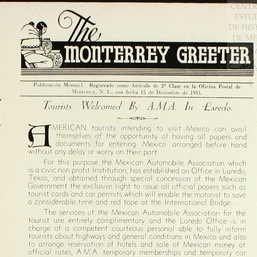 CENTRO
ESTUD
DE HIS
DE M
The
MONTERREY GREETER
Publicación Mensual. Registrado como Artículo de 2ª Clase en la Oficina Postal de
Monterrey, N. L., con fecha 15 de Diciembre de 1933.
Tourists Welcomed By A.M.A. In Laredo.
AMERICAN tourists intending to visit Mexico can avail
themselves of the opportunity of having all papers and
documents for entering Mexico arranged before hand
without any delay or worry on their part.
For this purpose the Mexican Automobile Association which
is a civic non profit Institution, has established an Office in Laredo,
Texas, and obtained through special concession of the Mexican
Government the exclusive right to issue all official papers such as
tourist cards and car permits which will enable the motorist to save
a considerable time and red tape at the International Bridge.
The services of the Mexican Automobile Association for the
tourist are entirely complimentary and the Laredo Office is in
charge of a competent courteous personal able to fully inform
tourist about highways and general conditions in Mexico and also
to arrange reservation of hotels and sale of Mexican money at
official rates, A.M.A. temporary memberships and temporary car